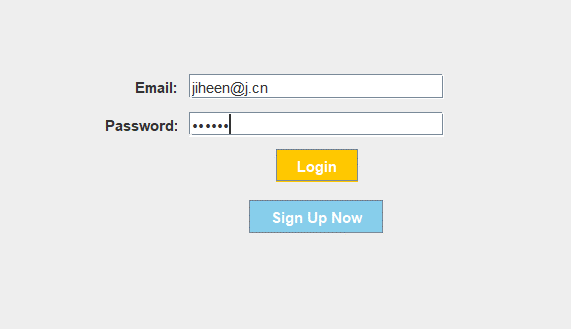 Email: jiheen@j.cn
Password: ••••••
Login
Sign Up Now